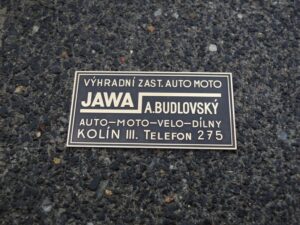 VÝHRADNÍ ZAST. AUTO MOTO
JAWA A.BUDLOVSKÝ
AUTO–MOTO–VELO–DÍLNY
KOLÍN III. TELEFON 275